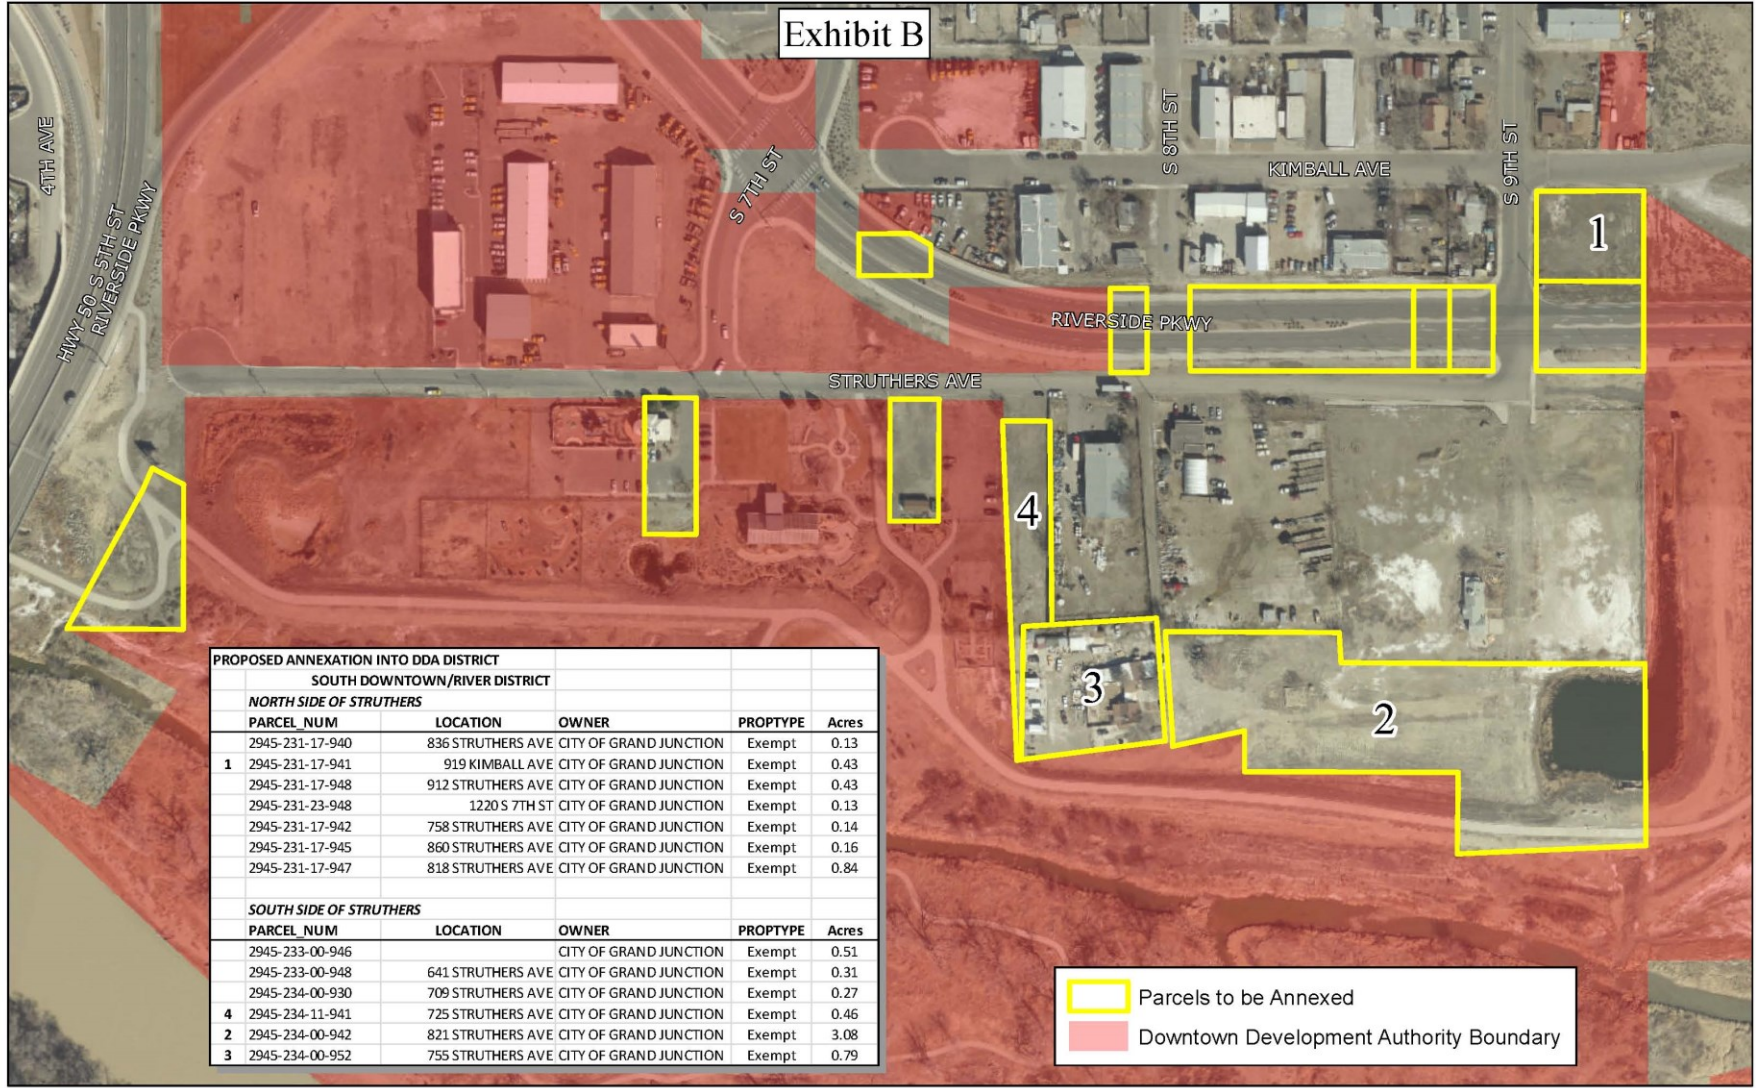 Exhibit B
4TH AVE
HWY 50 S 5TH ST
RIVERSIDE PKWY
S 7TH ST
S 8TH ST
KIMBALL AVE
S 9TH ST
1
RIVERSIDE PKWY
STRUTHERS AVE
4
3
2
PROPOSED ANNEXATION INTO DDA DISTRICT
SOUTH DOWNTOWN/RIVER DISTRICT
NORTH SIDE OF STRUTHERS
PARCEL_NUM LOCATION OWNER PROPTYPE Acres
2945-231-17-940 836 STRUTHERS AVE CITY OF GRAND JUNCTION Exempt 0.13
1 2945-231-17-941 919 KIMBALL AVE CITY OF GRAND JUNCTION Exempt 0.43
2945-231-17-948 912 STRUTHERS AVE CITY OF GRAND JUNCTION Exempt 0.43
2945-231-23-948 1220 S 7TH ST CITY OF GRAND JUNCTION Exempt 0.13
2945-231-17-942 758 STRUTHERS AVE CITY OF GRAND JUNCTION Exempt 0.14
2945-231-17-945 860 STRUTHERS AVE CITY OF GRAND JUNCTION Exempt 0.16
2945-231-17-947 818 STRUTHERS AVE CITY OF GRAND JUNCTION Exempt 0.84
SOUTH SIDE OF STRUTHERS
PARCEL_NUM LOCATION OWNER PROPTYPE Acres
2945-233-00-946 CITY OF GRAND JUNCTION Exempt 0.51
2945-233-00-948 641 STRUTHERS AVE CITY OF GRAND JUNCTION Exempt 0.31
2945-234-00-930 709 STRUTHERS AVE CITY OF GRAND JUNCTION Exempt 0.27
4 2945-234-11-941 725 STRUTHERS AVE CITY OF GRAND JUNCTION Exempt 0.46
2 2945-234-00-942 821 STRUTHERS AVE CITY OF GRAND JUNCTION Exempt 3.08
3 2945-234-00-952 755 STRUTHERS AVE CITY OF GRAND JUNCTION Exempt 0.79
Parcels to be Annexed
Downtown Development Authority Boundary